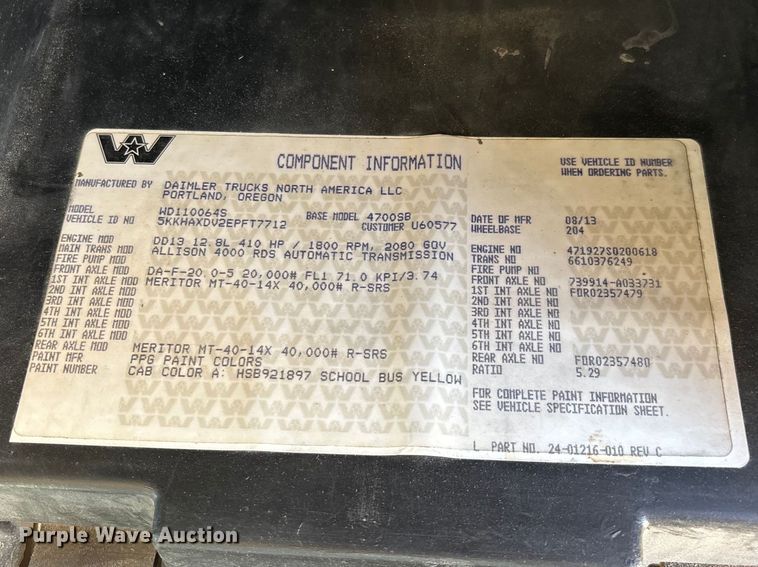 W
COMPONENT INFORMATION
USE VEHICLE ID NUMBER
WHEN ORDERING PARTS.
MANUFACTURED BY DAIMLER TRUCKS NORTH AMERICA LLC
PORTLAND, OREGON
MODEL WD110064S BASE MODEL 4700SB DATE OF MFR 08/13
VEHICLE ID NO 5KKHAXDV2EPFT7712 CUSTOMER U60577 WHEELBASE 204
ENGINE MOD DD13 12.8L 410 HP / 1800 RPM, 2080 GOV ENGINE NO 471927S0200618
MAIN TRANS MOD ALLISON 4000 RDS AUTOMATIC TRANSMISSION TRANS NO 6610376249
FIRE PUMP MOD FIRE PUMP NO
FRONT AXLE MOD DA-F-20.0-5 20,000# FL1 71.0 KPI/3.74 FRONT AXLE NO 739914-A033731
1ST INT AXLE MOD MERITOR MT-40-14X 40,000# R-SRS 1ST INT AXLE NO FDR02357479
2ND INT AXLE MOD 2ND INT AXLE NO
3RD INT AXLE MOD 3RD INT AXLE NO
4TH INT AXLE MOD 4TH INT AXLE NO
5TH INT AXLE MOD 5TH INT AXLE NO
6TH INT AXLE MOD 6TH INT AXLE NO
REAR AXLE MOD MERITOR MT-40-14X 40,000# R-SRS REAR AXLE NO FDR02357480
PAINT MFR PPG PAINT COLORS RATIO 5.29
PAINT NUMBER CAB COLOR A: HSB921897 SCHOOL BUS YELLOW
FOR COMPLETE PAINT INFORMATION
SEE VEHICLE SPECIFICATION SHEET.
L PART NO. 24-01216-010 REV C
Purple Wave Auction